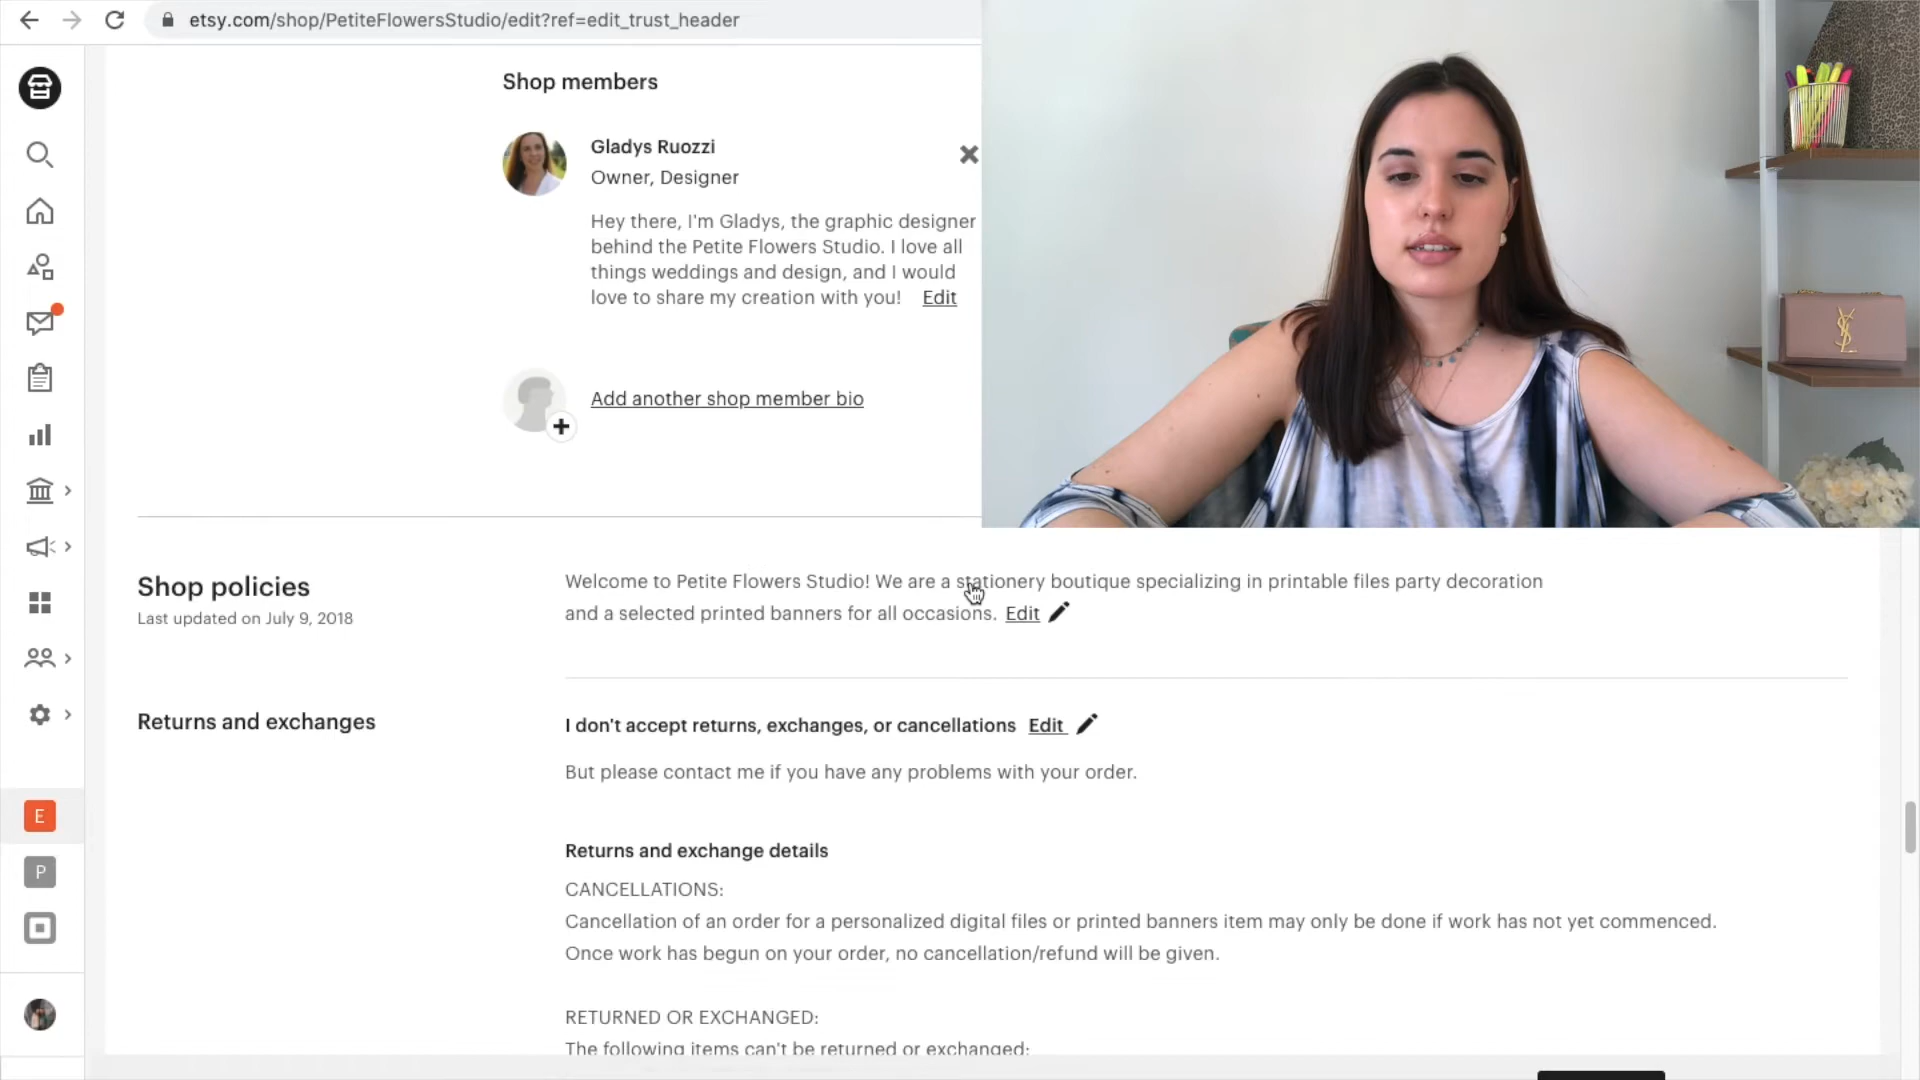 etsy.com/shop/PetiteFlowersStudio/edit?ref=edit_trust_header
Shop members
Gladys Ruozzi
Owner, Designer
Hey there, I'm Gladys, the graphic designer
behind the Petite Flowers Studio. I love all
things weddings and design, and I would
love to share my creation with you! Edit
Add another shop member bio
Shop policies
Last updated on July 9, 2018
Welcome to Petite Flowers Studio! We are a stationery boutique specializing in printable files party decoration
and a selected printed banners for all occasions. Edit
Returns and exchanges
I don't accept returns, exchanges, or cancellations Edit
But please contact me if you have any problems with your order.
Returns and exchange details
CANCELLATIONS:
Cancellation of an order for a personalized digital files or printed banners item may only be done if work has not yet commenced.
Once work has begun on your order, no cancellation/refund will be given.
RETURNED OR EXCHANGED:
The following items can't be returned or exchanged:
E
P
YSL